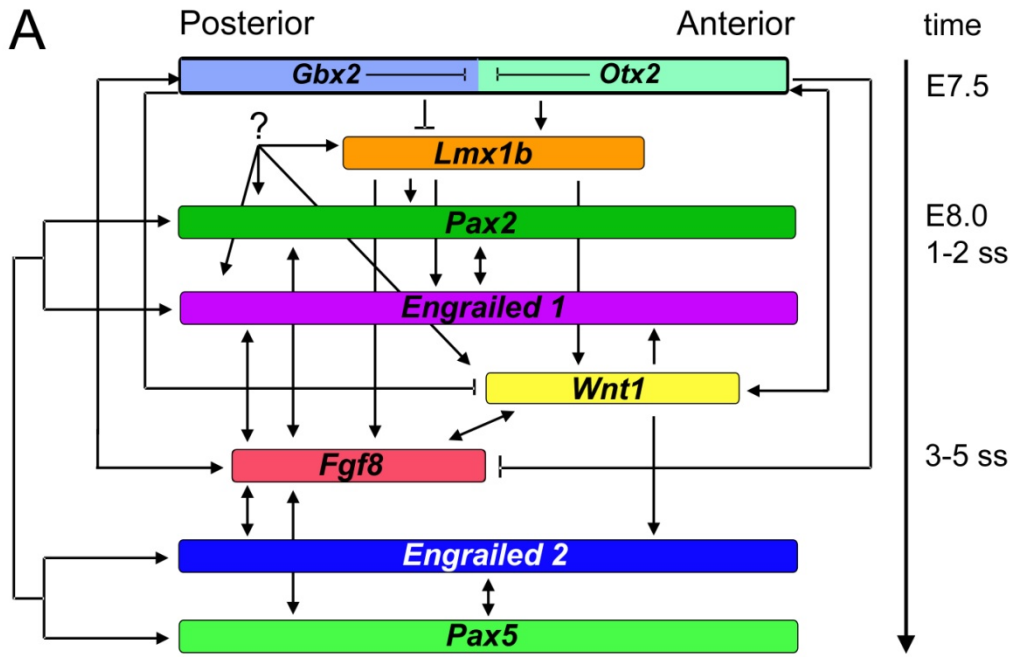 A
Posterior
Anterior
time
Gbx2
Otx2
E7.5
?
Lmx1b
Pax2
E8.0
1-2 ss
Engrailed 1
Wnt1
Fgf8
3-5 ss
Engrailed 2
Pax5